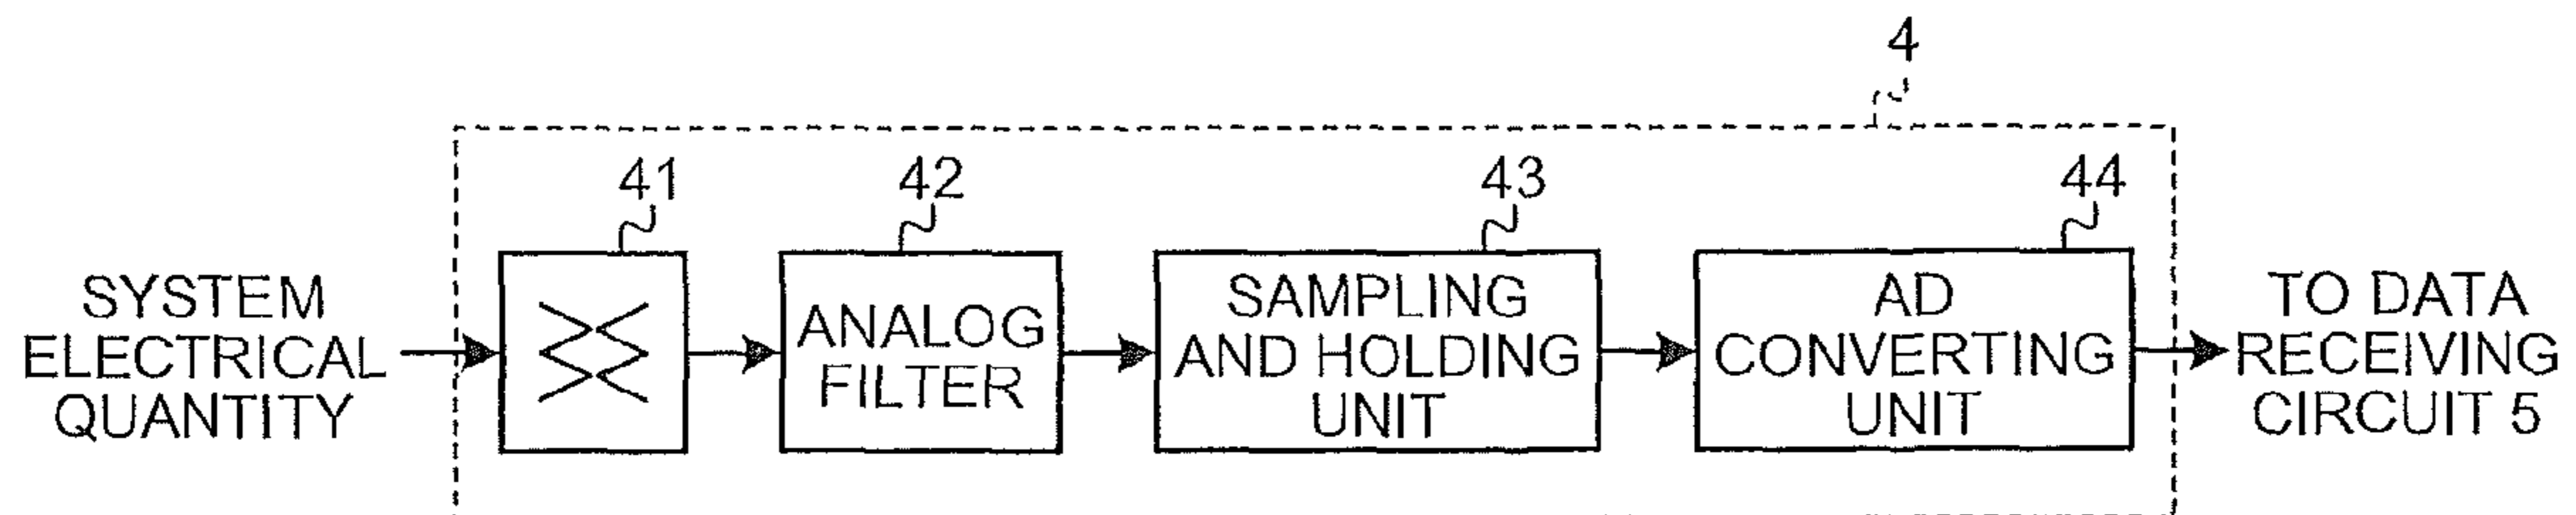 4
41
42
43
44
SYSTEM
ELECTRICAL
QUANTITY
ANALOG
FILTER
SAMPLING
AND HOLDING
UNIT
AD
CONVERTING
UNIT
TO DATA
RECEIVING
CIRCUIT 5